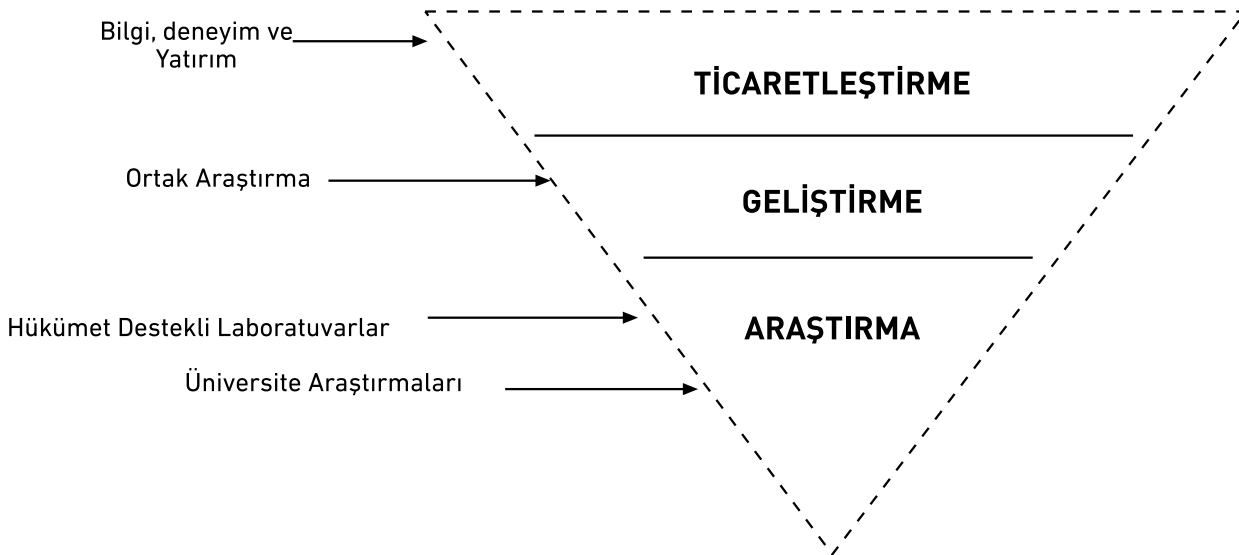 Bilgi, deneyim ve
Yatırım
TİCARETLEŞTİRME
Ortak Araştırma
GELİŞTİRME
Hükümet Destekli Laboratuvarlar
ARAŞTIRMA
Üniversite Araştırmaları